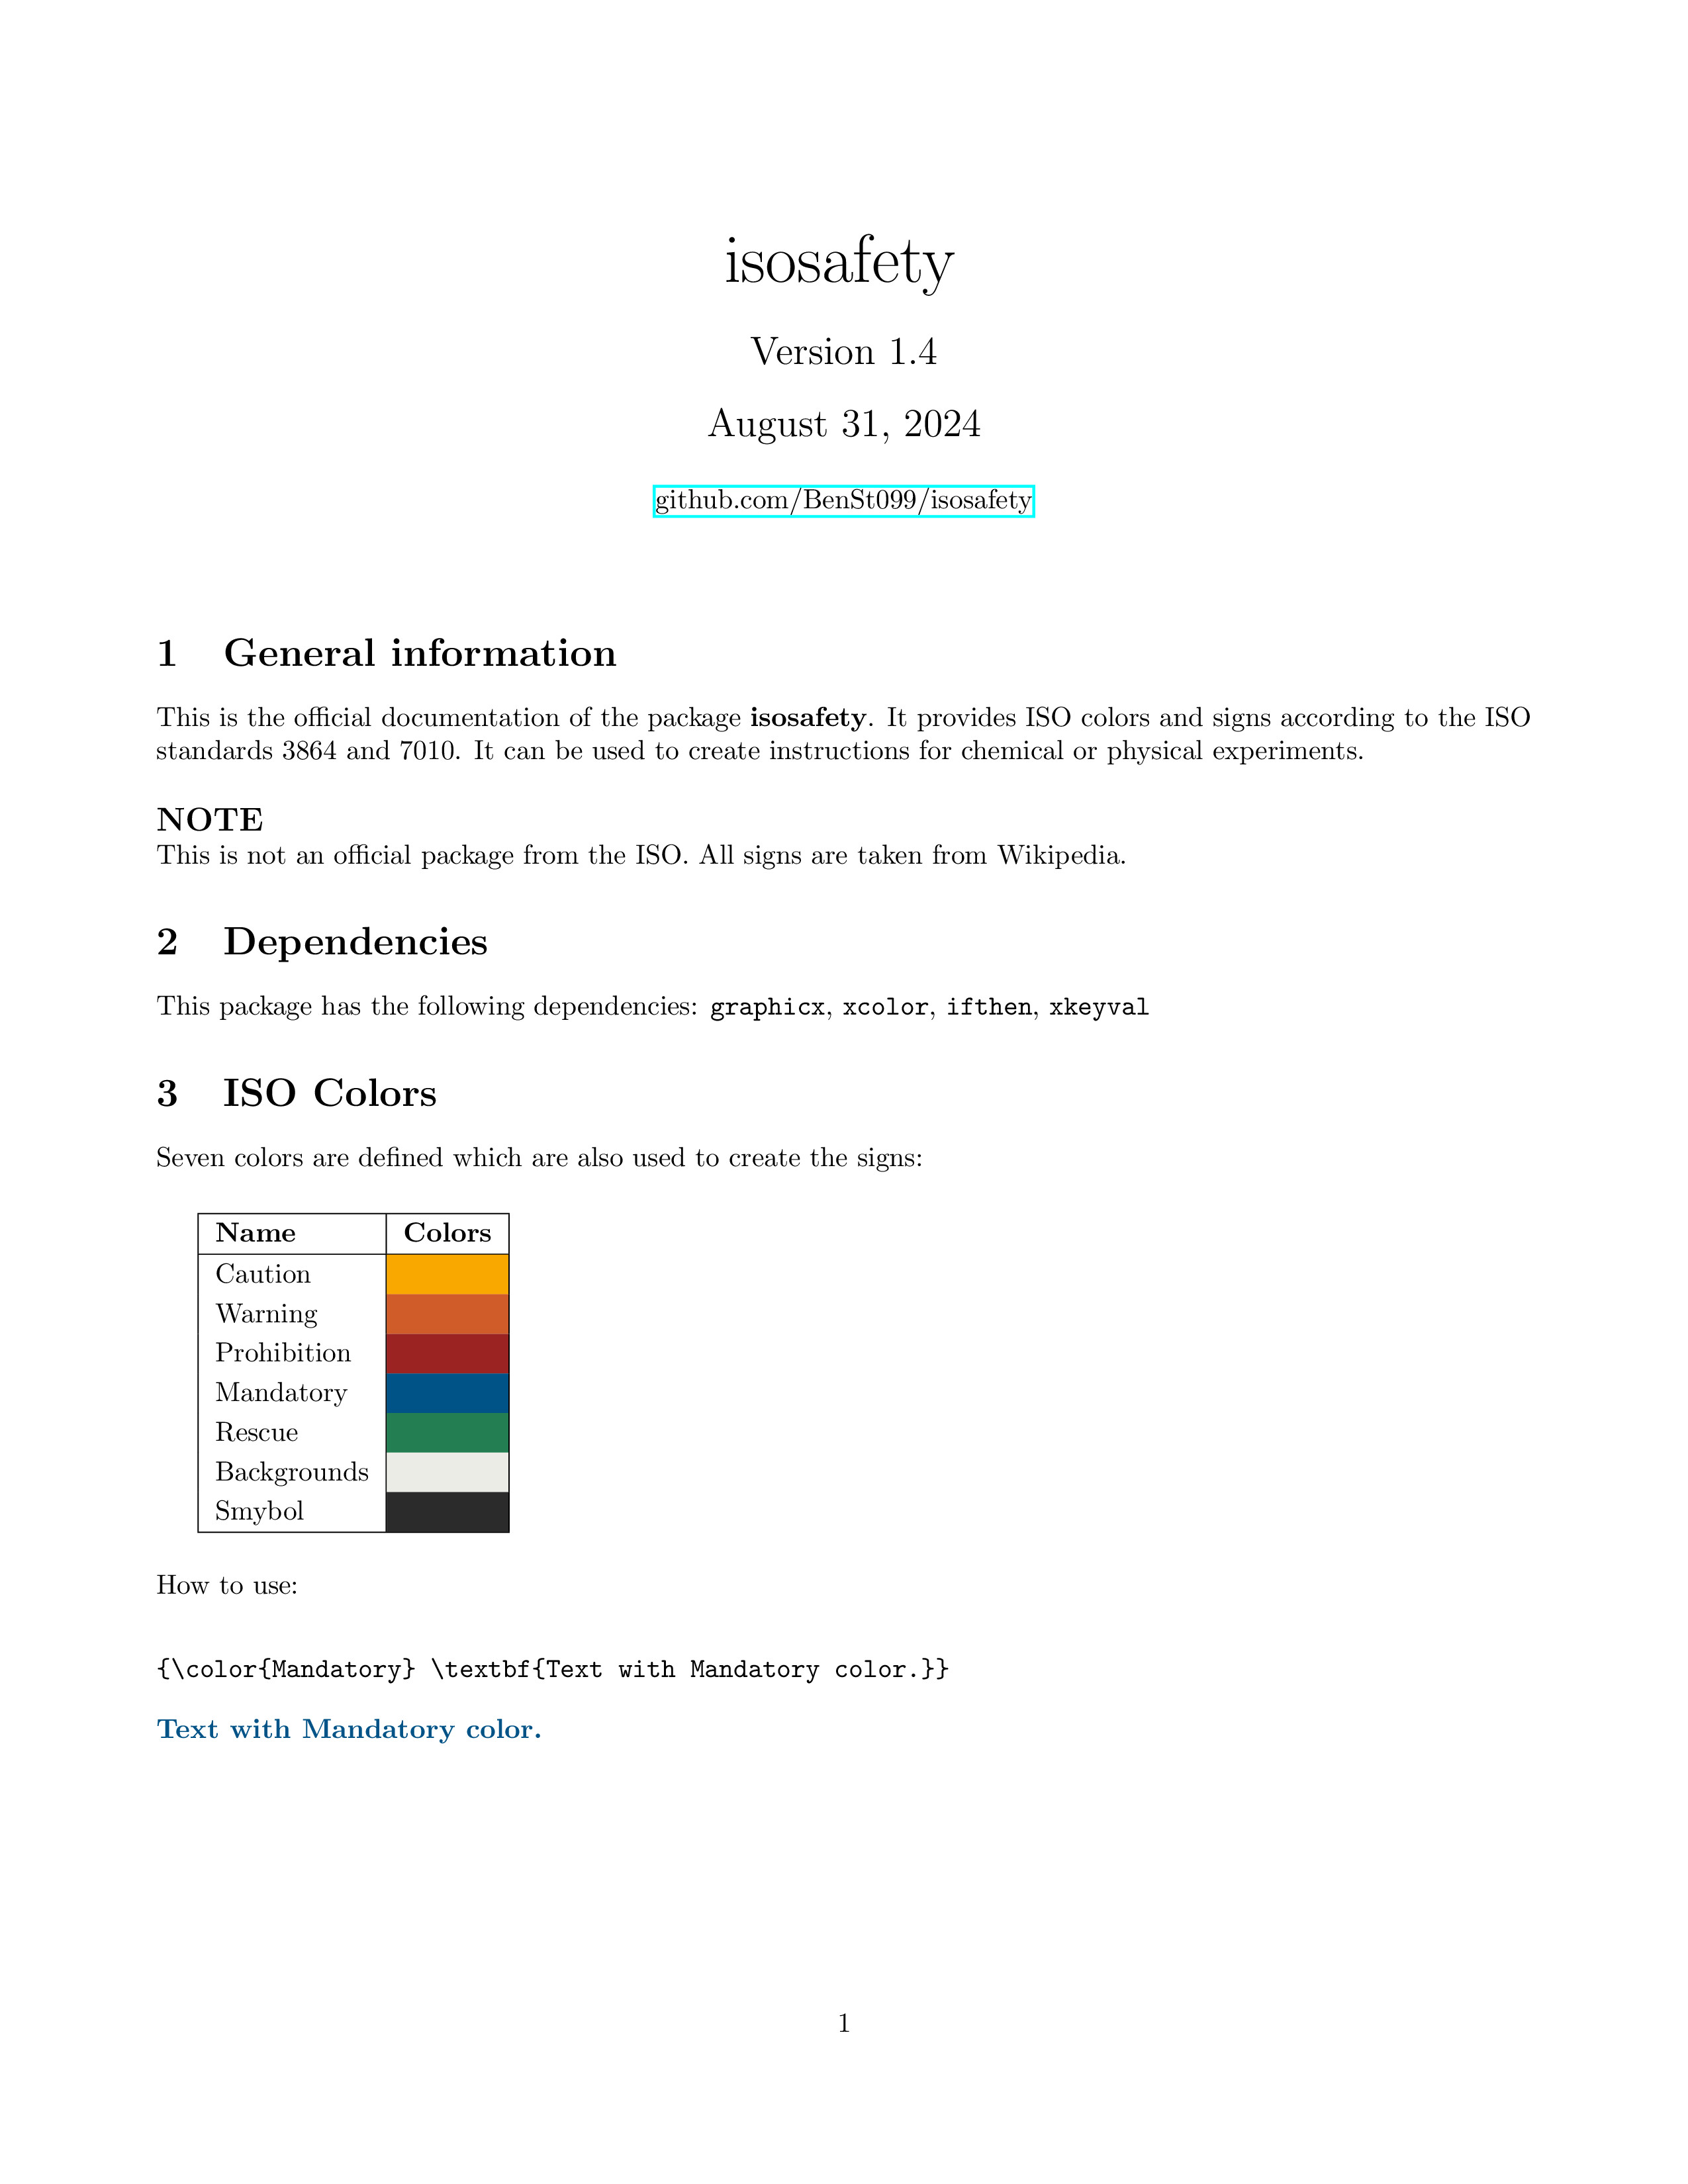 isosafety
Version 1.4
August 31, 2024
github.com/BenSt099/isosafety
1 General information
This is the official documentation of the package isosafety. It provides ISO colors and signs according to the ISO
standards 3864 and 7010. It can be used to create instructions for chemical or physical experiments.
NOTE
This is not an official package from the ISO. All signs are taken from Wikipedia.
2 Dependencies
This package has the following dependencies: graphicx, xcolor, ifthen, xkeyval
3 ISO Colors
Seven colors are defined which are also used to create the signs:
Name Colors
Caution
Warning
Prohibition
Mandatory
Rescue
Backgrounds
Smybol
How to use:
{\color{Mandatory} \textbf{Text with Mandatory color.}}
Text with Mandatory color.
1